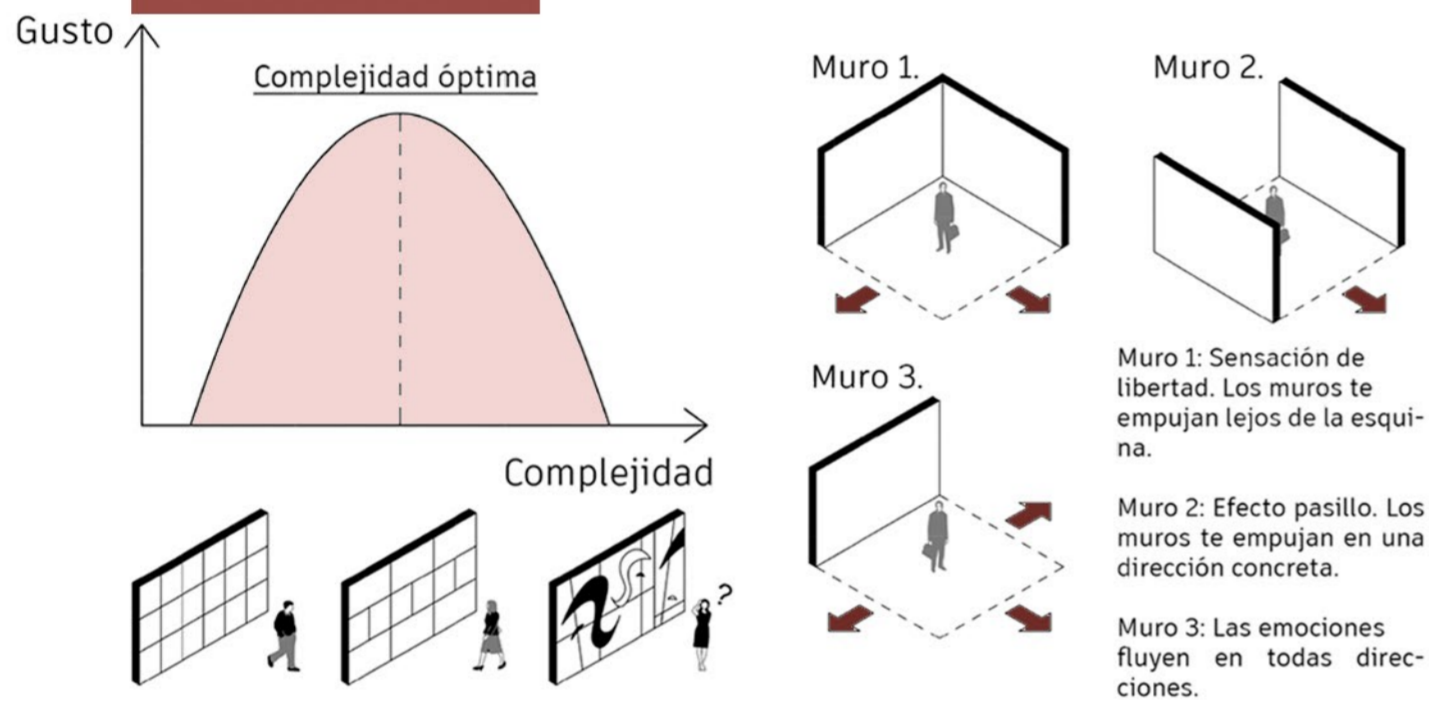 Gusto
Complejidad óptima
Complejidad
?
Muro 1.
Muro 2.
Muro 3.
Muro 1: Sensación de
libertad. Los muros te
empujan lejos de la esqui-
na.
Muro 2: Efecto pasillo. Los
muros te empujan en una
dirección concreta.
Muro 3: Las emociones
fluyen en todas direc-
ciones.